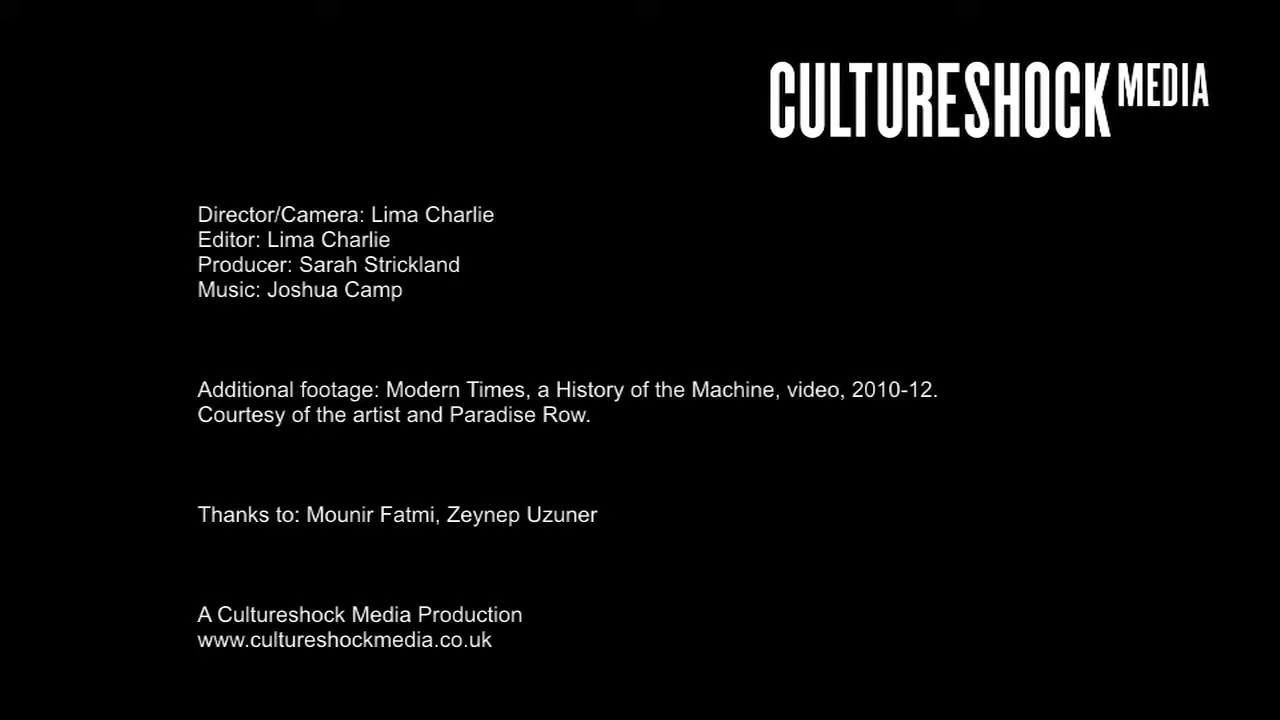 CULTURESHOCK MEDIA
Director/Camera: Lima Charlie
Editor: Lima Charlie
Producer: Sarah Strickland
Music: Joshua Camp
Additional footage: Modern Times, a History of the Machine, video, 2010-12.
Courtesy of the artist and Paradise Row.
Thanks to: Mounir Fatmi, Zeynep Uzuner
A Cultureshock Media Production
www.cultureshockmedia.co.uk